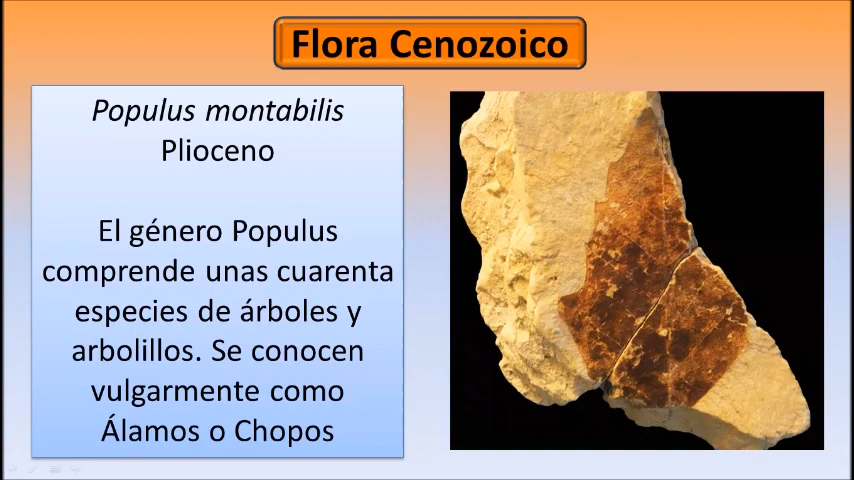 Flora Cenozoico
Populus montabilis
Plioceno
El género Populus
comprende unas cuarenta
especies de árboles y
arbolillos. Se conocen
vulgarmente como
Álamos o Chopos